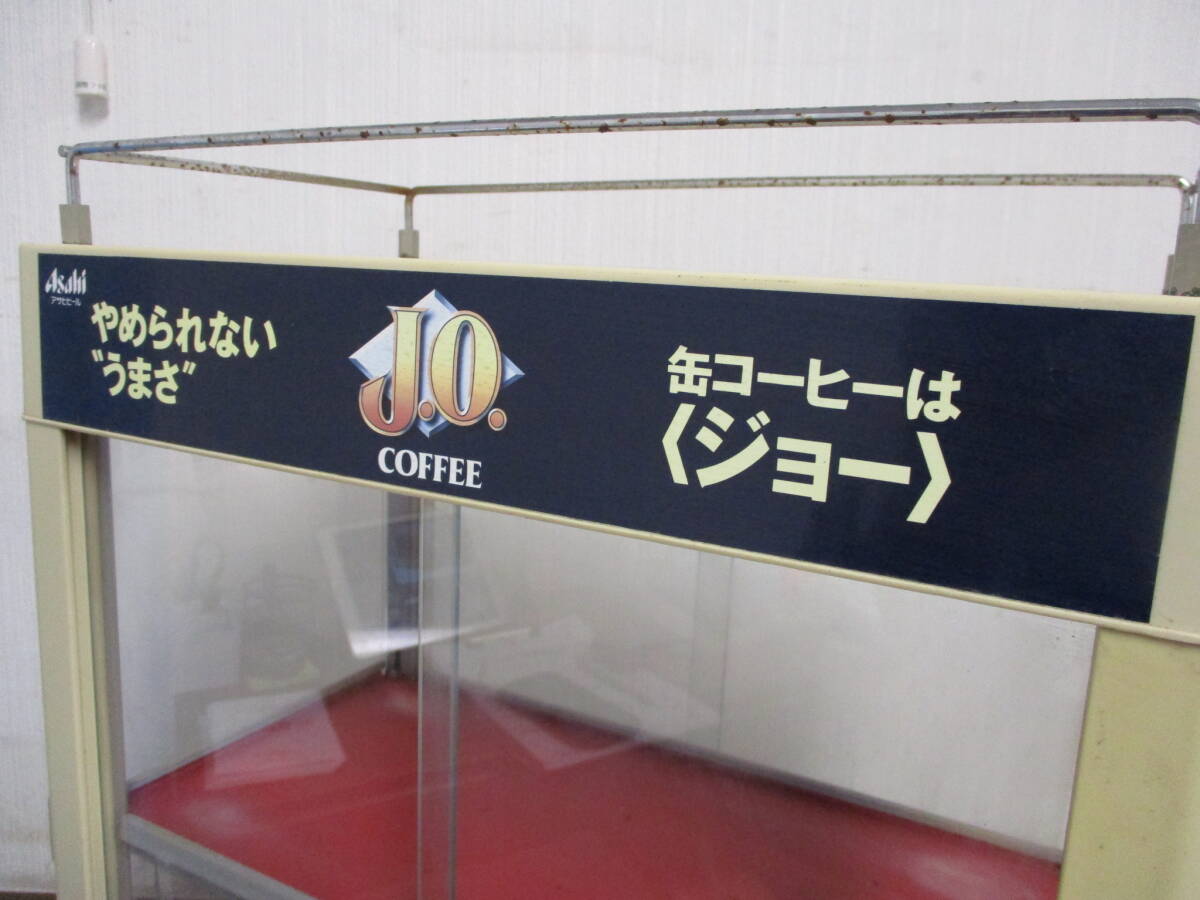 Asahi
アサヒビール
やめられない
"うまさ"
J.O.
COFFEE
缶コーヒーは
〈ジョー〉